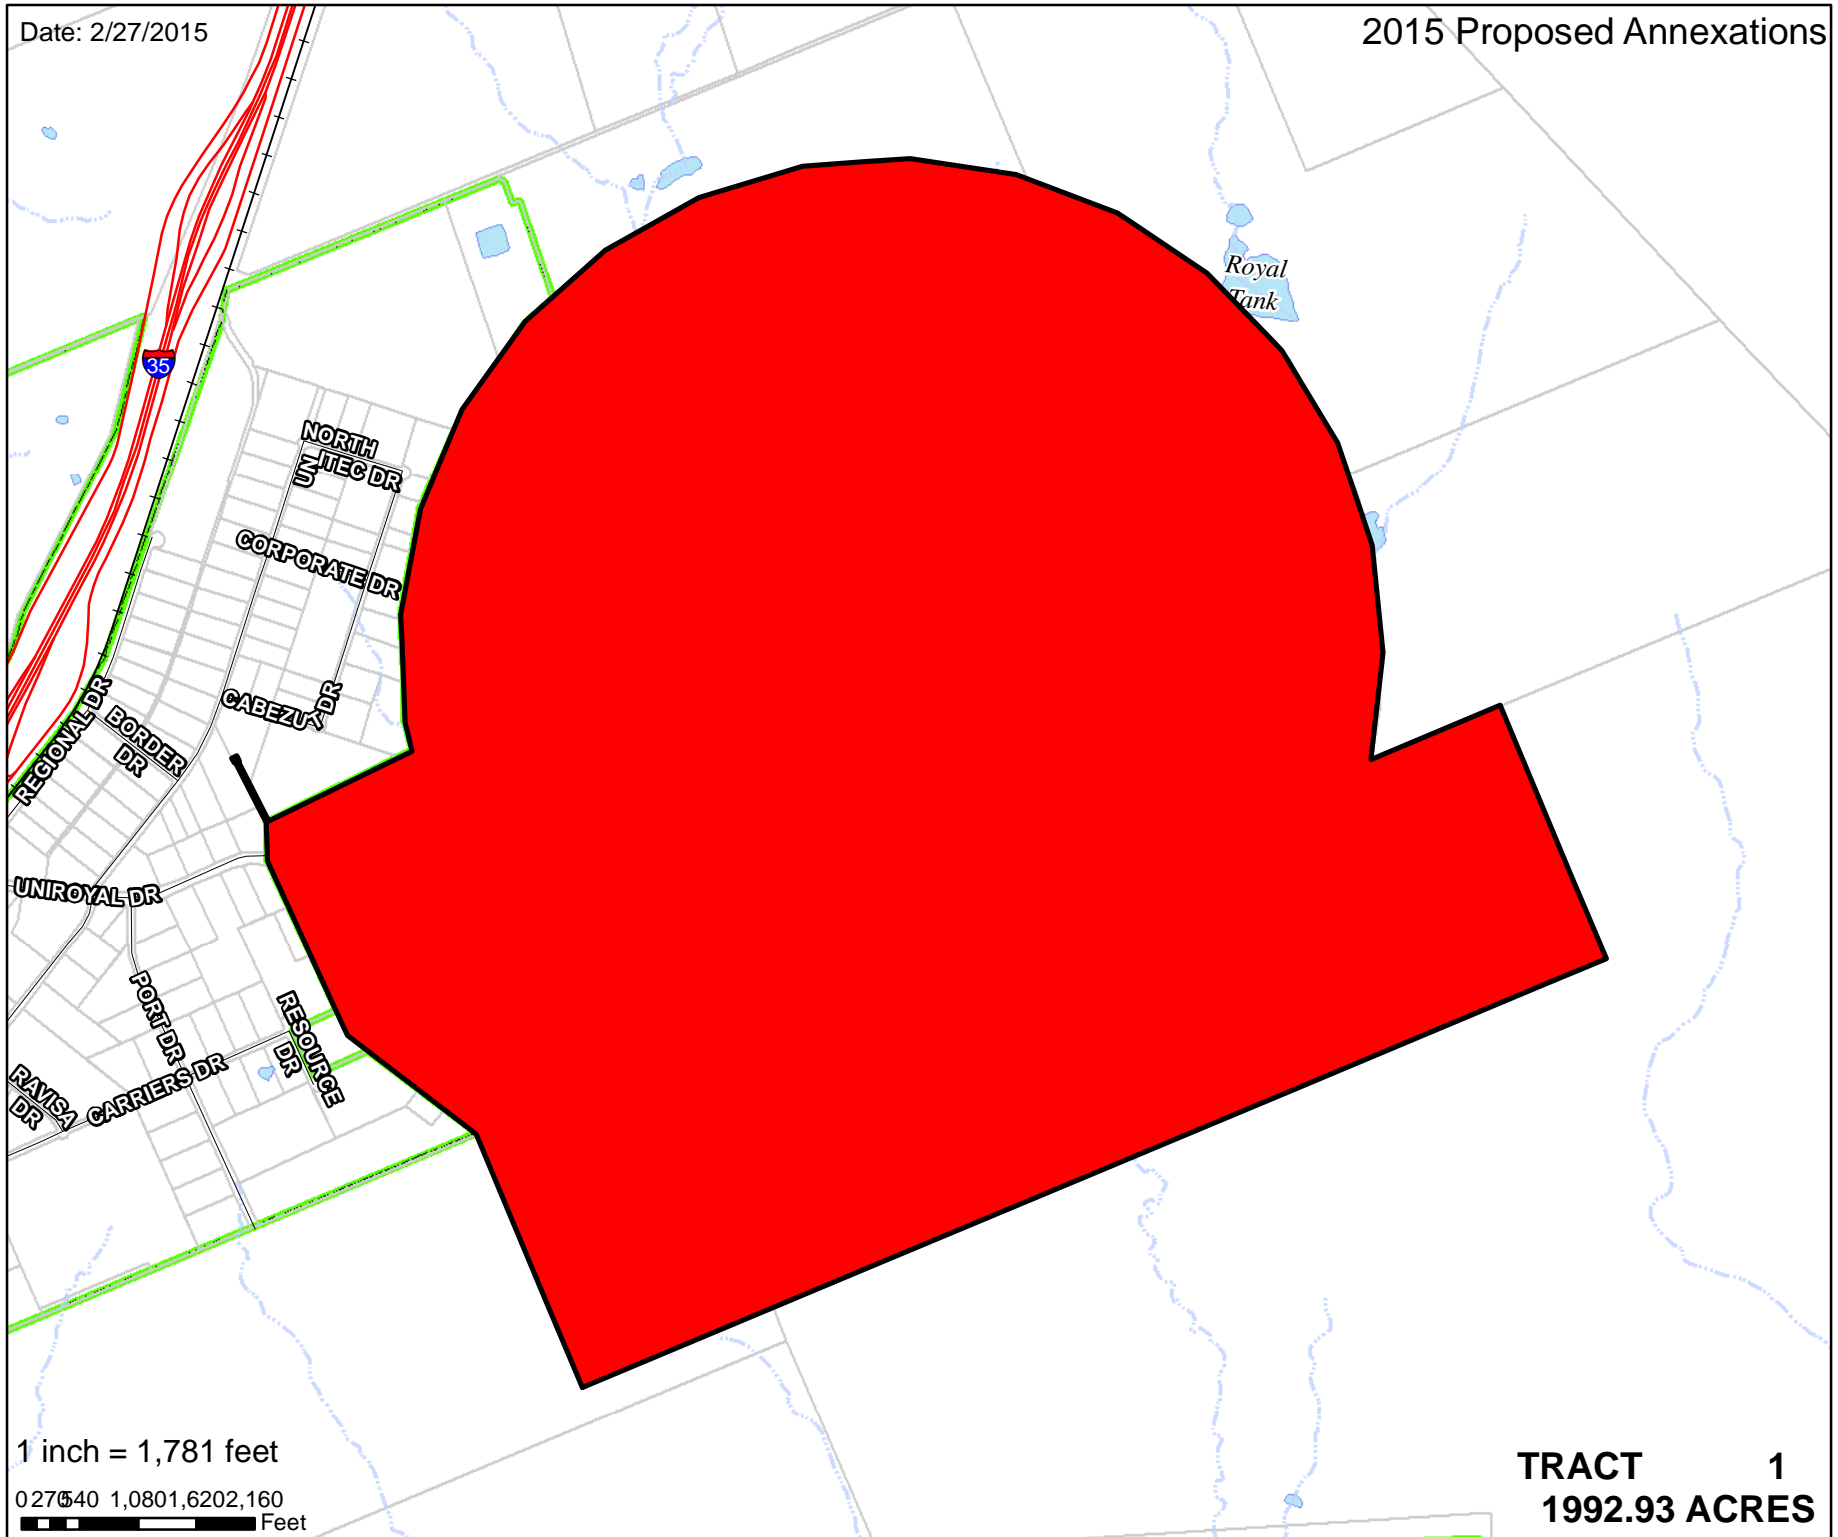 Date: 2/27/2015
2015 Proposed Annexations
Royal
Tank
35
NORTH
UNITEC DR
CORPORATE DR
CABEZUT DR
REGIONAL DR
BORDER
DR
UNIROYAL DR
PORT DR
RESOURCE
DR
CARRIERS DR
RAVISA
DR
1 inch = 1,781 feet
0 270 540 1,080 1,620 2,160
Feet
TRACT 1
1992.93 ACRES